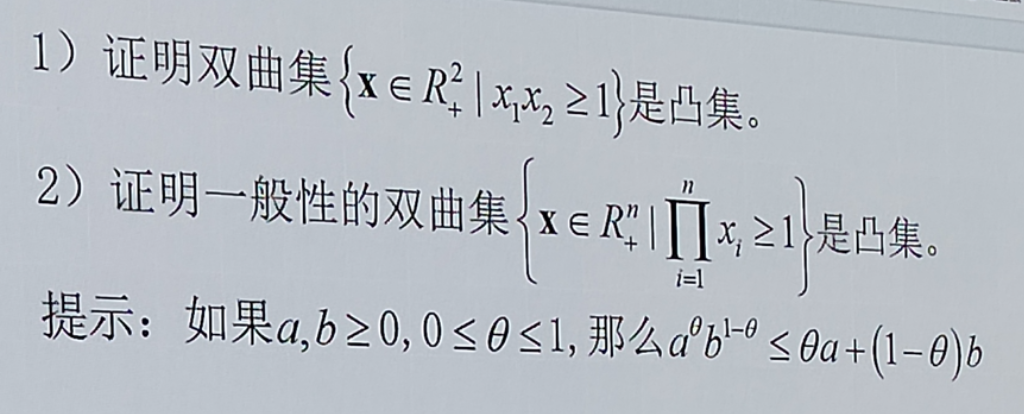 1）证明双曲集{x ∈ R₊² | x₁x₂ ≥ 1}是凸集。
2）证明一般性的双曲集{x ∈ R₊ⁿ | ∏ᵢ₌₁ⁿ xᵢ ≥ 1}是凸集。
提示：如果a,b ≥ 0, 0 ≤ θ ≤ 1, 那么a^θ b^{1-θ} ≤ θa+(1-θ)b